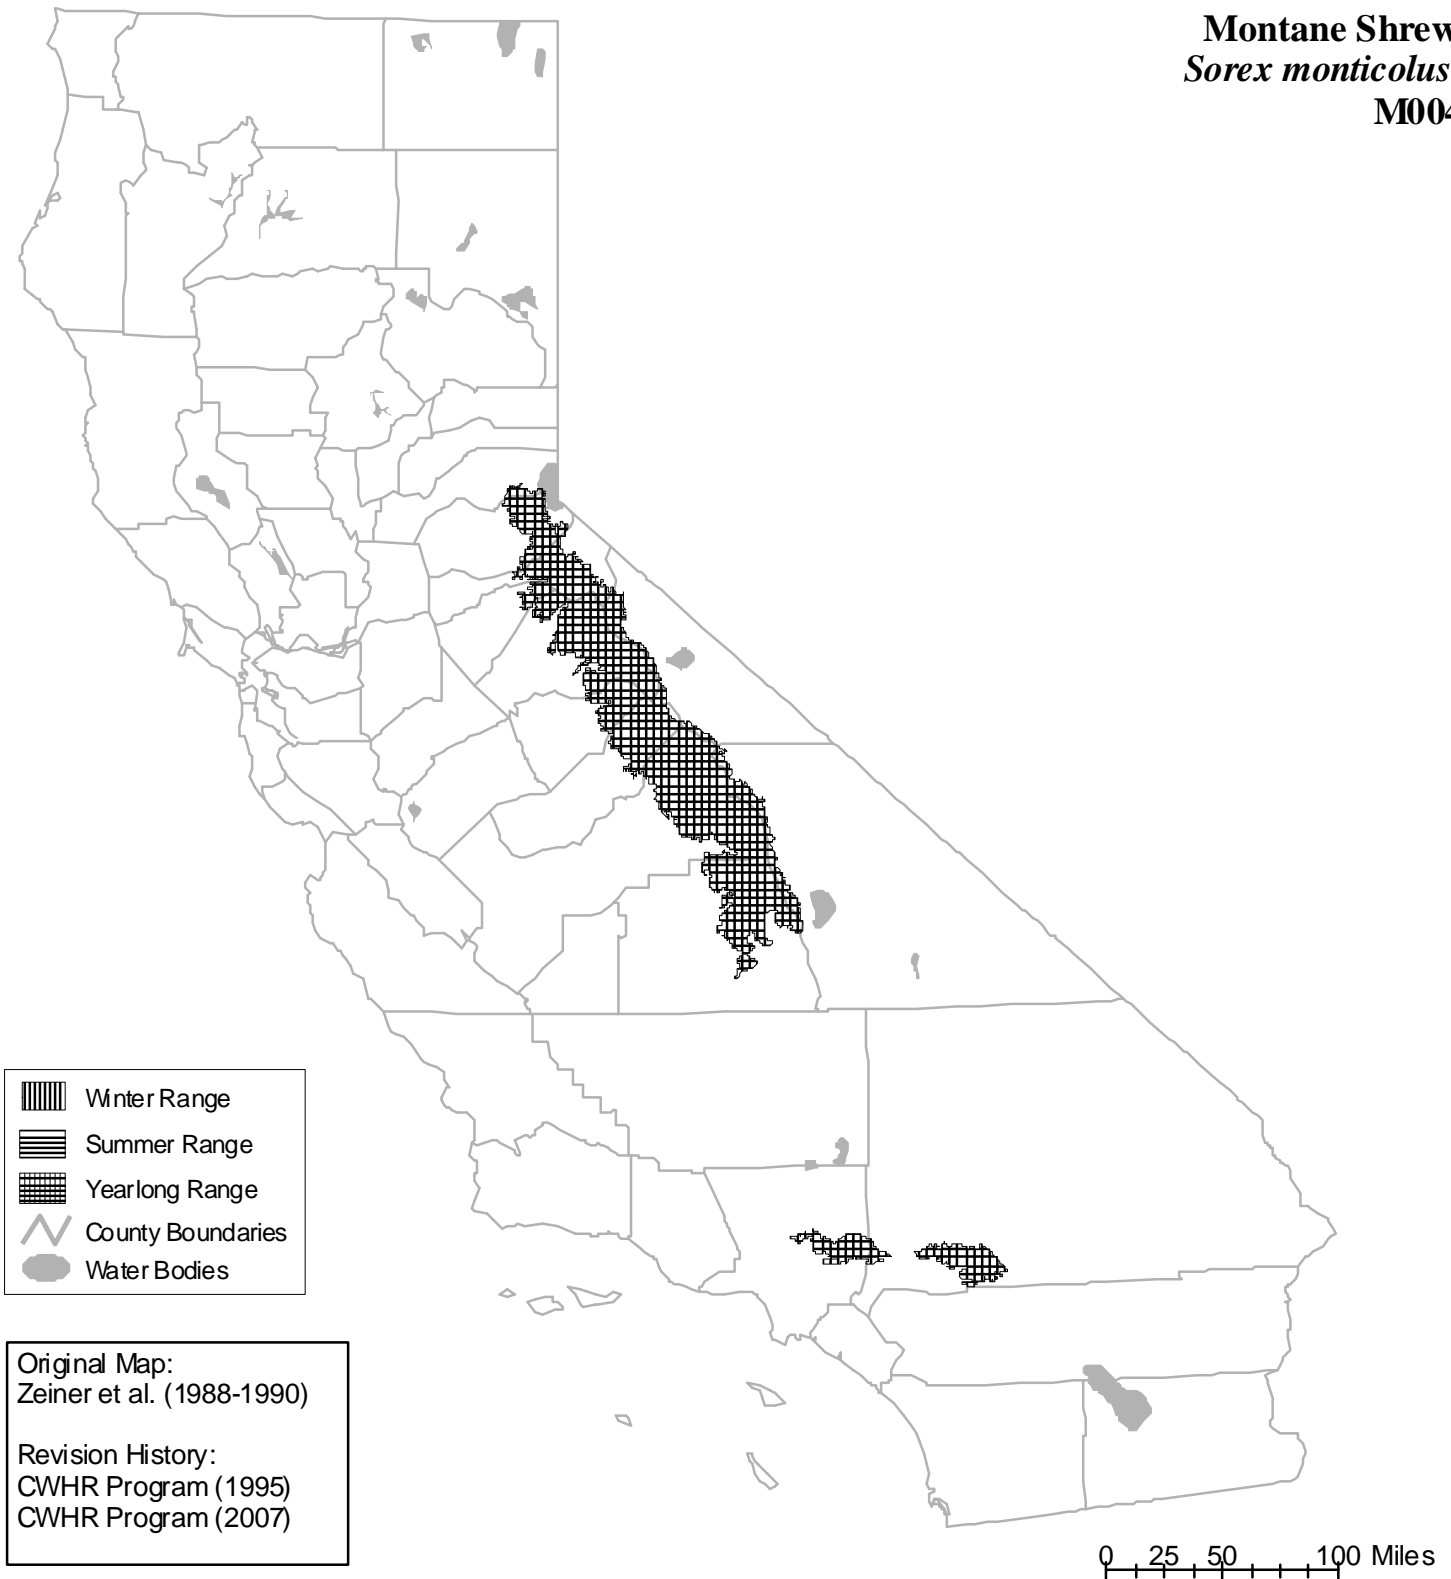 Montane Shrew
Sorex monticolus
M004
Winter Range
Summer Range
Yearlong Range
County Boundaries
Water Bodies
Original Map:
Zeiner et al. (1988-1990)
Revision History:
CWHR Program (1995)
CWHR Program (2007)
0 25 50 100 Miles